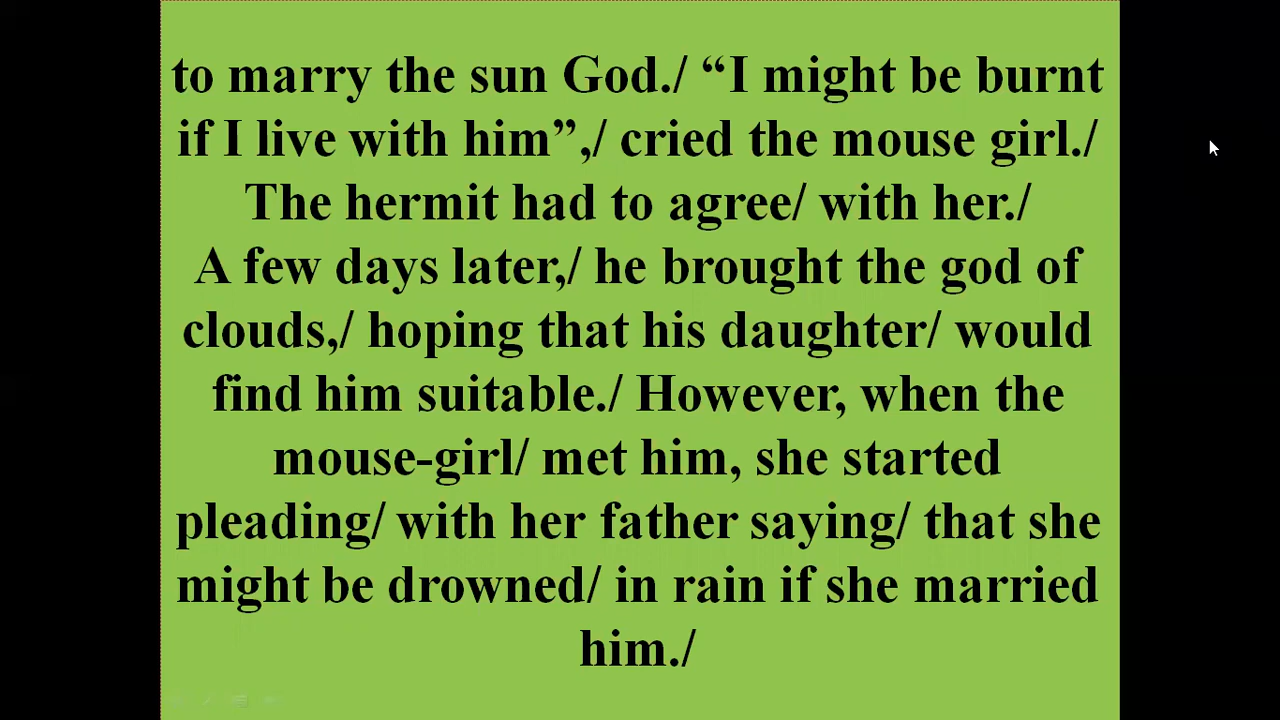 to marry the sun God./ “I might be burnt
if I live with him”,/ cried the mouse girl./
The hermit had to agree/ with her./
A few days later,/ he brought the god of
clouds,/ hoping that his daughter/ would
find him suitable./ However, when the
mouse-girl/ met him, she started
pleading/ with her father saying/ that she
might be drowned/ in rain if she married
him./